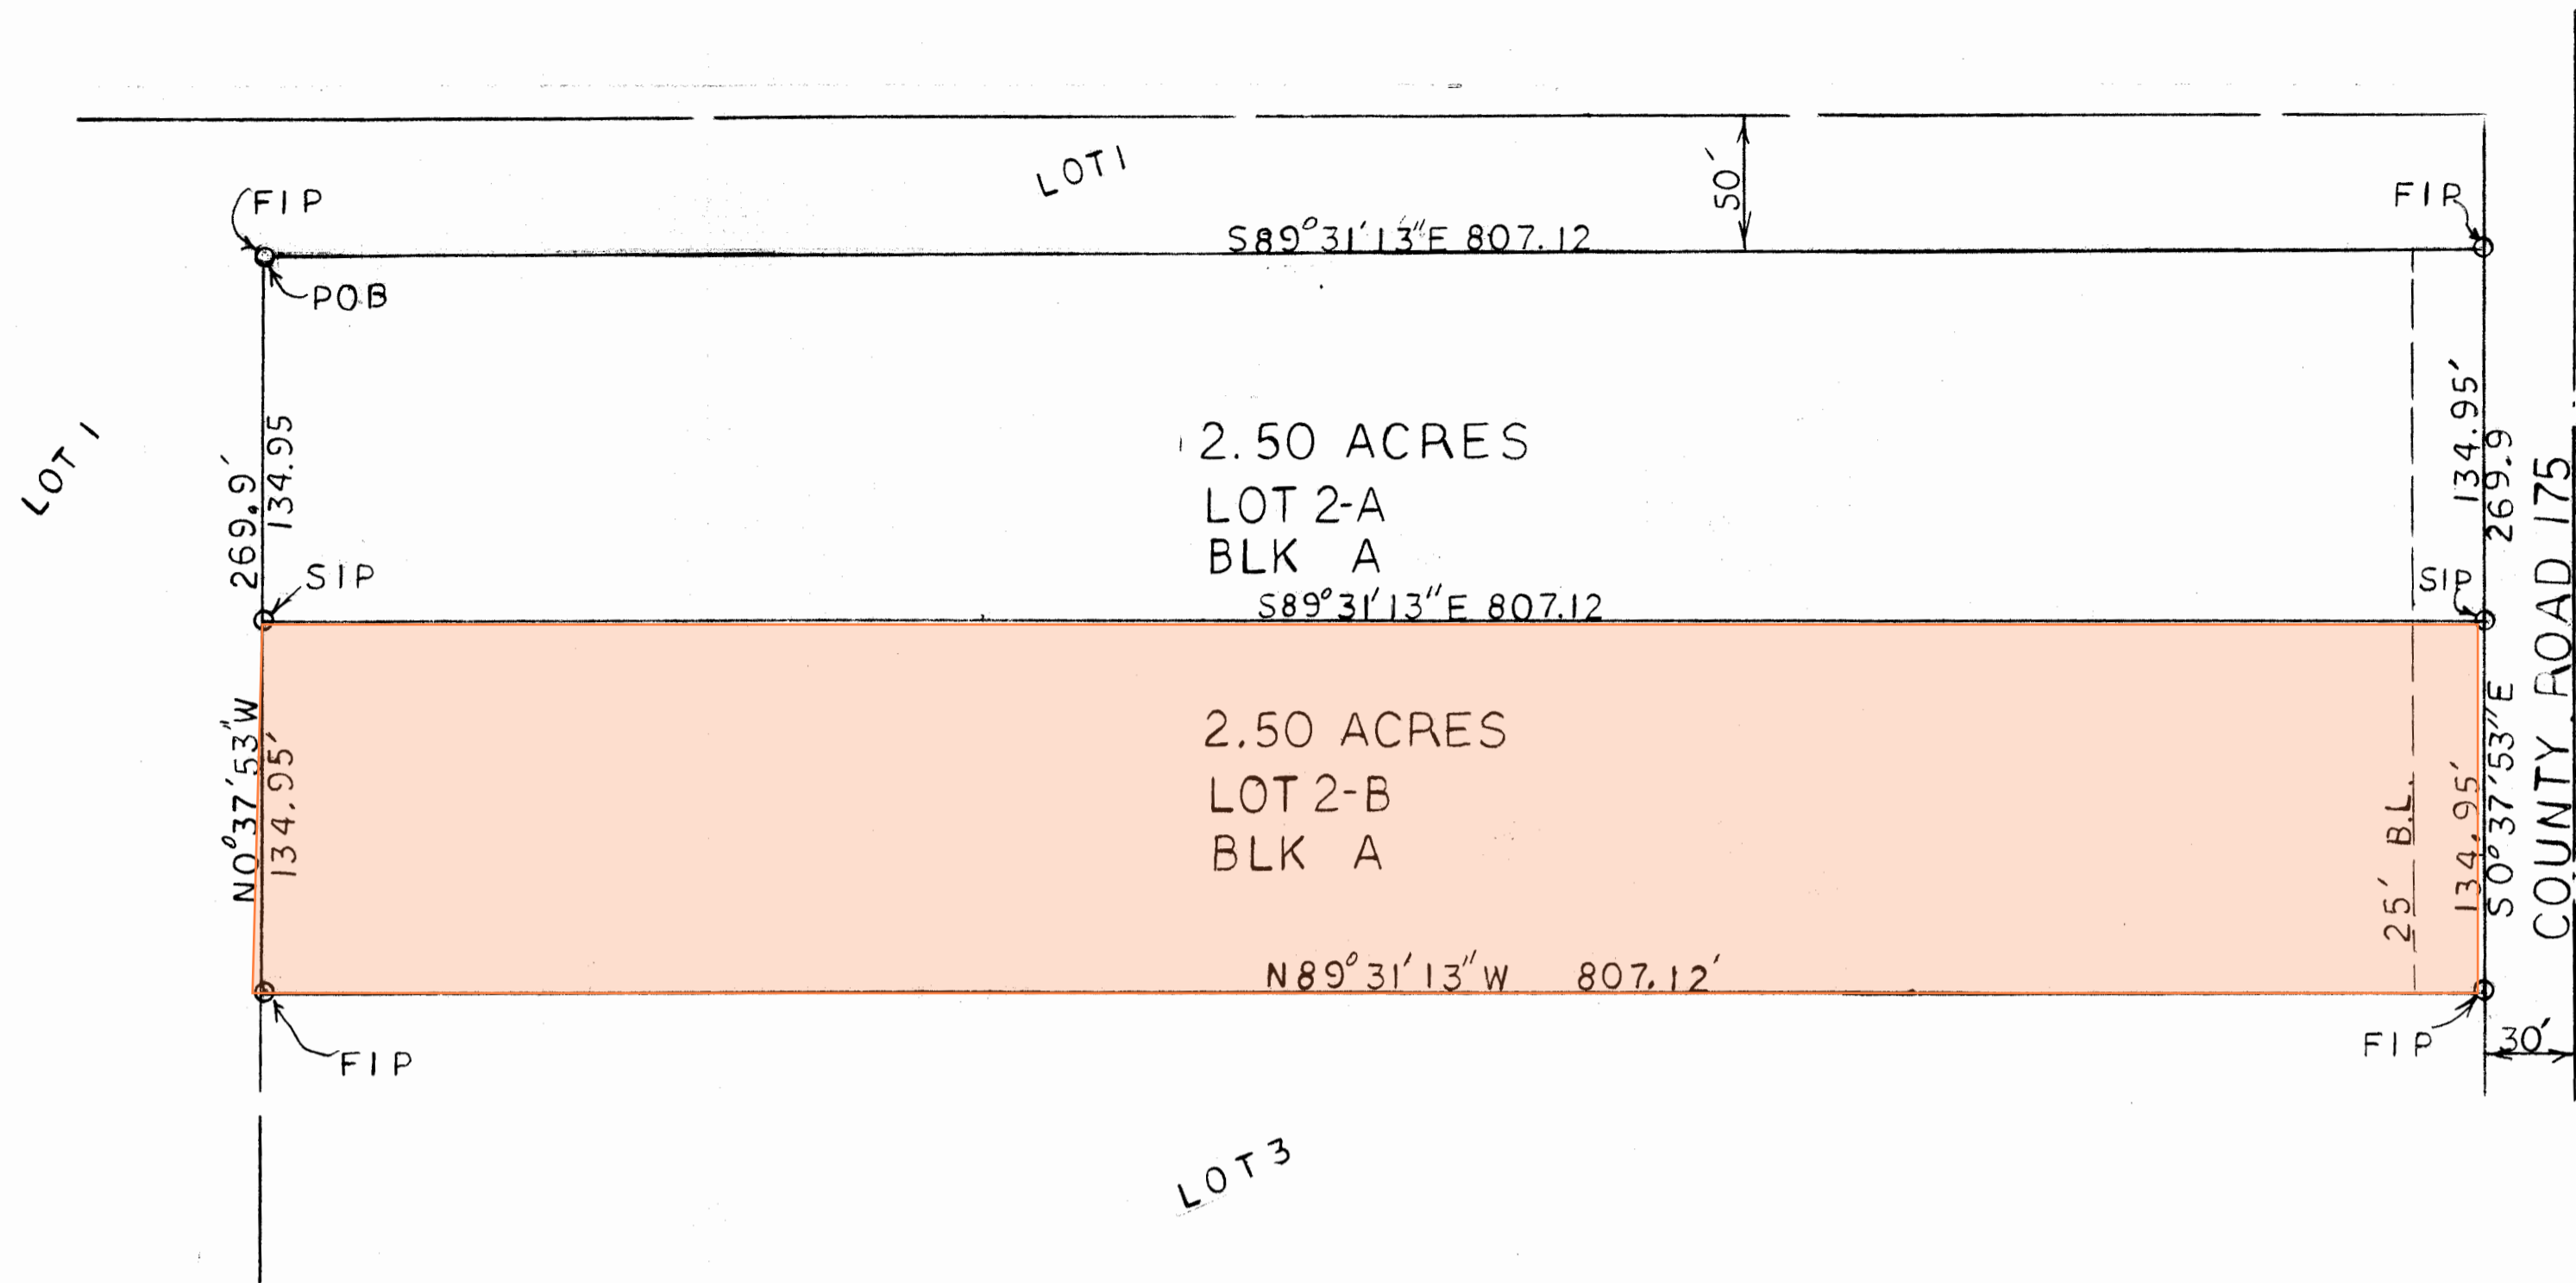 LOT 1
50'
FIP
FIP
S89°31'13"E 807.12
POB
LOT 1
269.9'
134.95
2.50 ACRES
LOT 2-A
BLK A
134.95'
269.9
SIP
SIP
S89°31'13"E 807.12
N0°37'53"W
134.95'
2.50 ACRES
LOT 2-B
BLK A
25' B.L.
134.95'
S0°37'53"E
COUNTY ROAD 175
N89°31'13"W 807.12'
FIP
FIP
30'
LOT 3